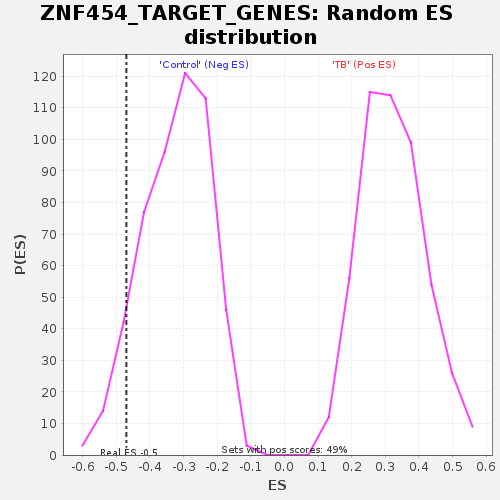 ZNF454_TARGET_GENES: Random ES
distribution
'Control' (Neg ES) 'TB' (Pos ES)
120
110
100
90
80
70
60
50
40
30
20
10
0
P(ES)
Real ES -0.5
Sets with pos scores: 49%
-0.6 -0.5 -0.4 -0.3 -0.2 -0.1 0.0 0.1 0.2 0.3 0.4 0.5 0.6
ES